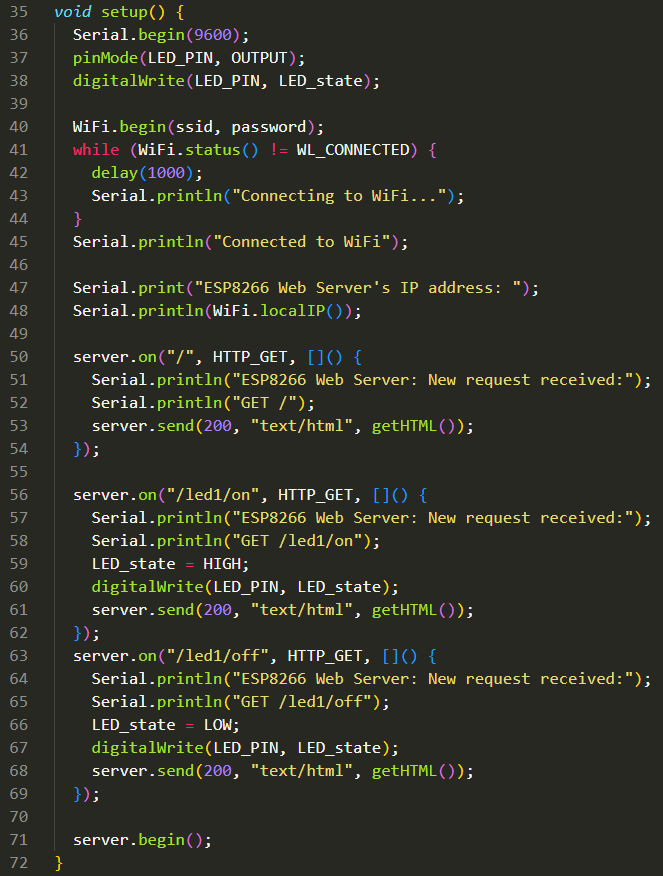 35 void setup() {
36   Serial.begin(9600);
37   pinMode(LED_PIN, OUTPUT);
38   digitalWrite(LED_PIN, LED_state);
39
40   WiFi.begin(ssid, password);
41   while (WiFi.status() != WL_CONNECTED) {
42     delay(1000);
43     Serial.println("Connecting to WiFi...");
44   }
45   Serial.println("Connected to WiFi");
46
47   Serial.print("ESP8266 Web Server's IP address: ");
48   Serial.println(WiFi.localIP());
49
50   server.on("/", HTTP_GET, []() {
51     Serial.println("ESP8266 Web Server: New request received:");
52     Serial.println("GET /");
53     server.send(200, "text/html", getHTML());
54   });
55
56   server.on("/led1/on", HTTP_GET, []() {
57     Serial.println("ESP8266 Web Server: New request received:");
58     Serial.println("GET /led1/on");
59     LED_state = HIGH;
60     digitalWrite(LED_PIN, LED_state);
61     server.send(200, "text/html", getHTML());
62   });
63   server.on("/led1/off", HTTP_GET, []() {
64     Serial.println("ESP8266 Web Server: New request received:");
65     Serial.println("GET /led1/off");
66     LED_state = LOW;
67     digitalWrite(LED_PIN, LED_state);
68     server.send(200, "text/html", getHTML());
69   });
70
71   server.begin();
72 }